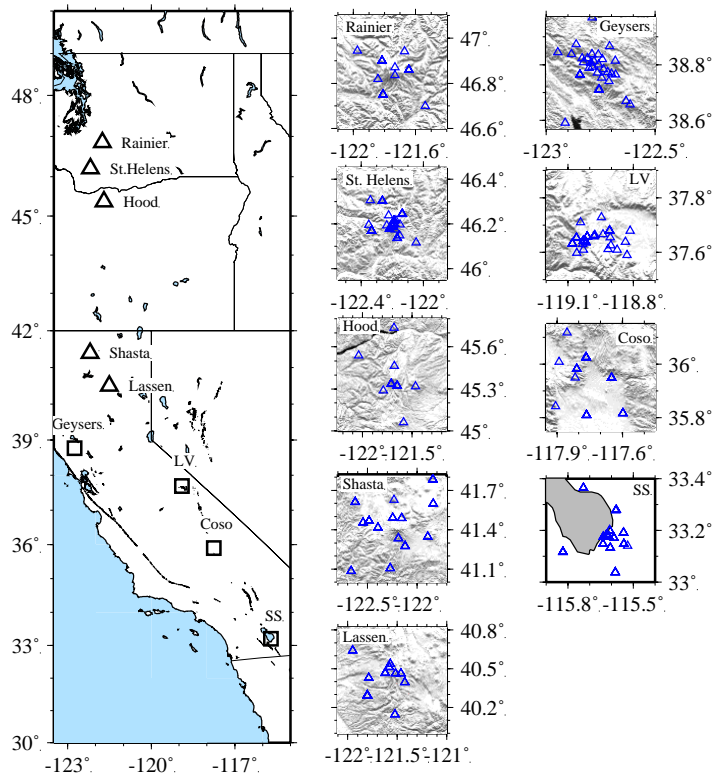 48°
45°
42°
39°
36°
33°
30°
-123
-120
-117
Rainier
St.Helens
Hood
Shasta
Lassen
Geysers
LV
Coso
SS
Rainier
47°
46.8°
46.6°
-122
-121.6
St. Helens
46.4°
46.2°
46°
-122.4
-122
Hood
45.6°
45.3°
45°
-122
-121.5
Shasta
41.7°
41.4°
41.1°
-122.5
-122
Lassen
40.8°
40.5°
40.2°
-122
-121.5
-121
Geysers
38.8°
38.6°
-123
-122.5
LV
37.8°
37.6°
-119.1
-118.8
Coso
36°
35.8°
-117.9
-117.6
SS
33.4°
33.2°
33°
-115.8
-115.5